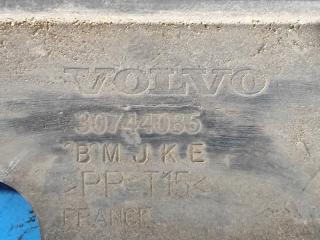 VOLVO
30744035
BMJKE
>PP-T15<
FRANCE